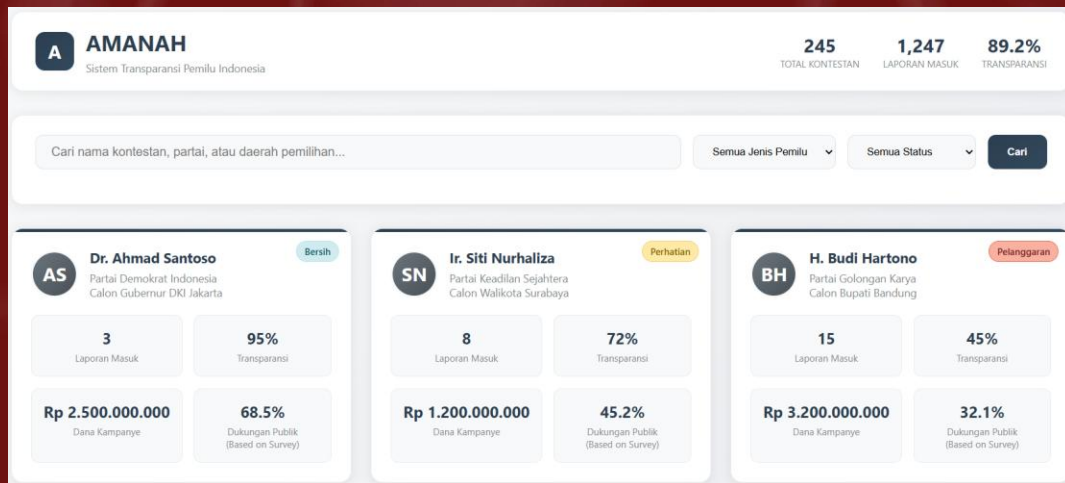 A
AMANAH
Sistem Transparansi Pemilu Indonesia
245
TOTAL KONTESTAN
1,247
LAPORAN MASUK
89.2%
TRANSPARANSI
Cari nama kontestan, partai, atau daerah pemilihan...
Semua Jenis Pemilu
Semua Status
Cari
AS
Dr. Ahmad Santoso
Bersih
Partai Demokrat Indonesia
Calon Gubernur DKI Jakarta
3
Laporan Masuk
95%
Transparansi
Rp 2.500.000.000
Dana Kampanye
68.5%
Dukungan Publik
(Based on Survey)
SN
Ir. Siti Nurhaliza
Perhatian
Partai Keadilan Sejahtera
Calon Walikota Surabaya
8
Laporan Masuk
72%
Transparansi
Rp 1.200.000.000
Dana Kampanye
45.2%
Dukungan Publik
(Based on Survey)
BH
H. Budi Hartono
Pelanggaran
Partai Golongan Karya
Calon Bupati Bandung
15
Laporan Masuk
45%
Transparansi
Rp 3.200.000.000
Dana Kampanye
32.1%
Dukungan Publik
(Based on Survey)